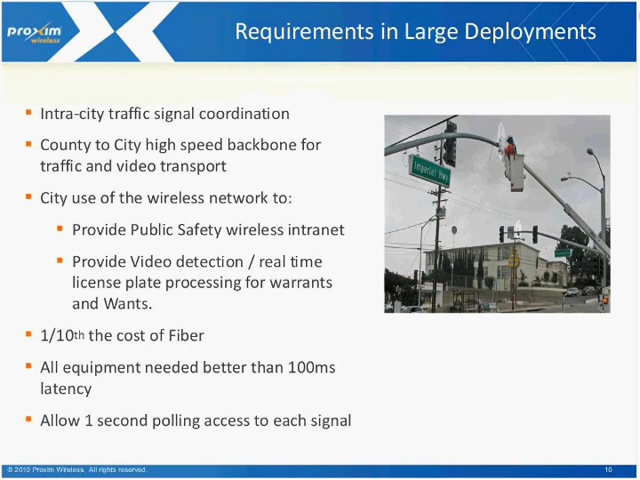 proxim
wireless
Requirements in Large Deployments
▪ Intra-city traffic signal coordination
▪ County to City high speed backbone for
traffic and video transport
▪ City use of the wireless network to:
▪ Provide Public Safety wireless intranet
▪ Provide Video detection / real time
license plate processing for warrants
and Wants.
▪ 1/10th the cost of Fiber
▪ All equipment needed better than 100ms
latency
▪ Allow 1 second polling access to each signal
Imperial Hwy
© 2010 Proxim Wireless. All rights reserved.
10